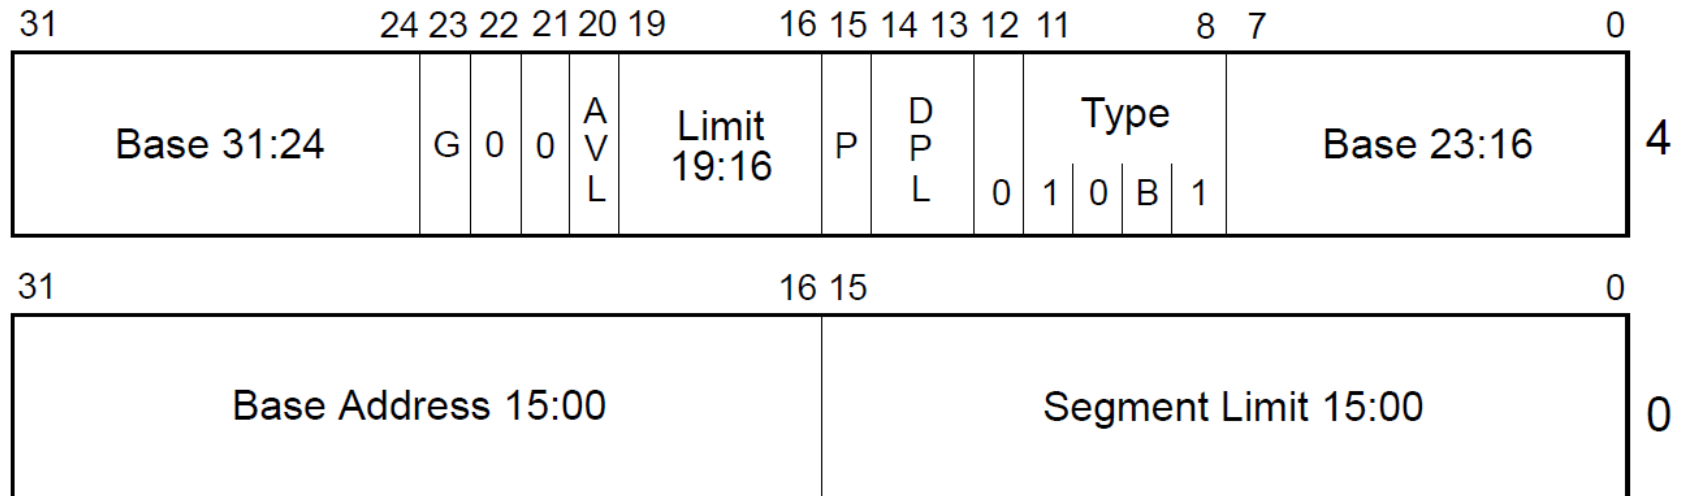 31 24 23 22 21 20 19 16 15 14 13 12 11 8 7 0
Base 31:24 G 0 0 AVL Limit 19:16 P DPL 0 Type 1 0 B 1 Base 23:16 4
31 16 15 0
Base Address 15:00 Segment Limit 15:00 0